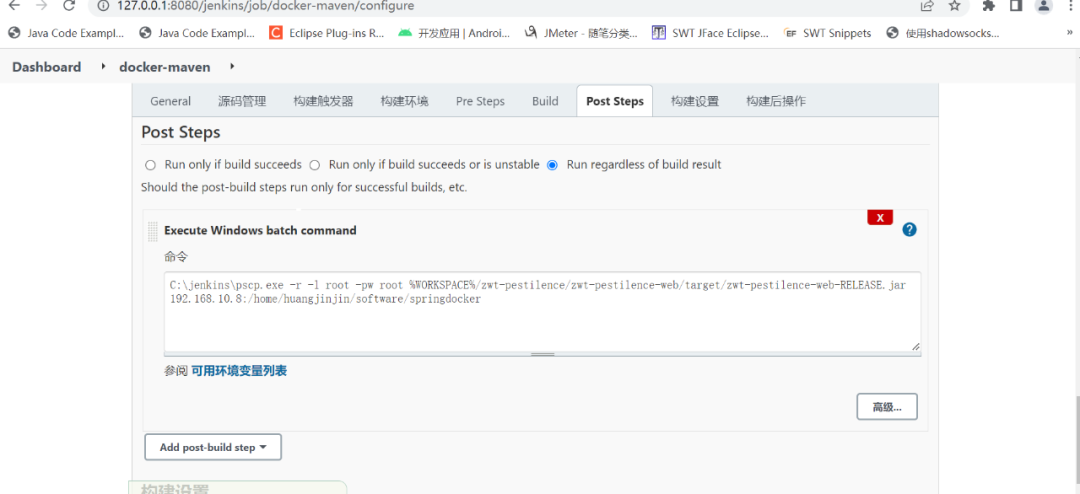 127.0.0.1:8080/jenkins/job/docker-maven/configure
Java Code Exampl... Java Code Exampl... Eclipse Plug-ins R... 开发应用 | Androi... JMeter - 随笔分类... SWT JFace Eclipse... SWT Snippets 使用shadowsocks... »
Dashboard docker-maven
General 源码管理 构建触发器 构建环境 Pre Steps Build Post Steps 构建设置 构建后操作
Post Steps
Run only if build succeeds Run only if build succeeds or is unstable Run regardless of build result
Should the post-build steps run only for successful builds, etc.
X
Execute Windows batch command ?
命令
C:\jenkins\pscp.exe -r -l root -pw root %WORKSPACE%/zwt-pestilence/zwt-pestilence-web/target/zwt-pestilence-web-RELEASE.jar
192.168.10.8:/home/huangjinjin/software/springdocker
参阅 可用环境变量列表
高级...
Add post-build step
构建设置